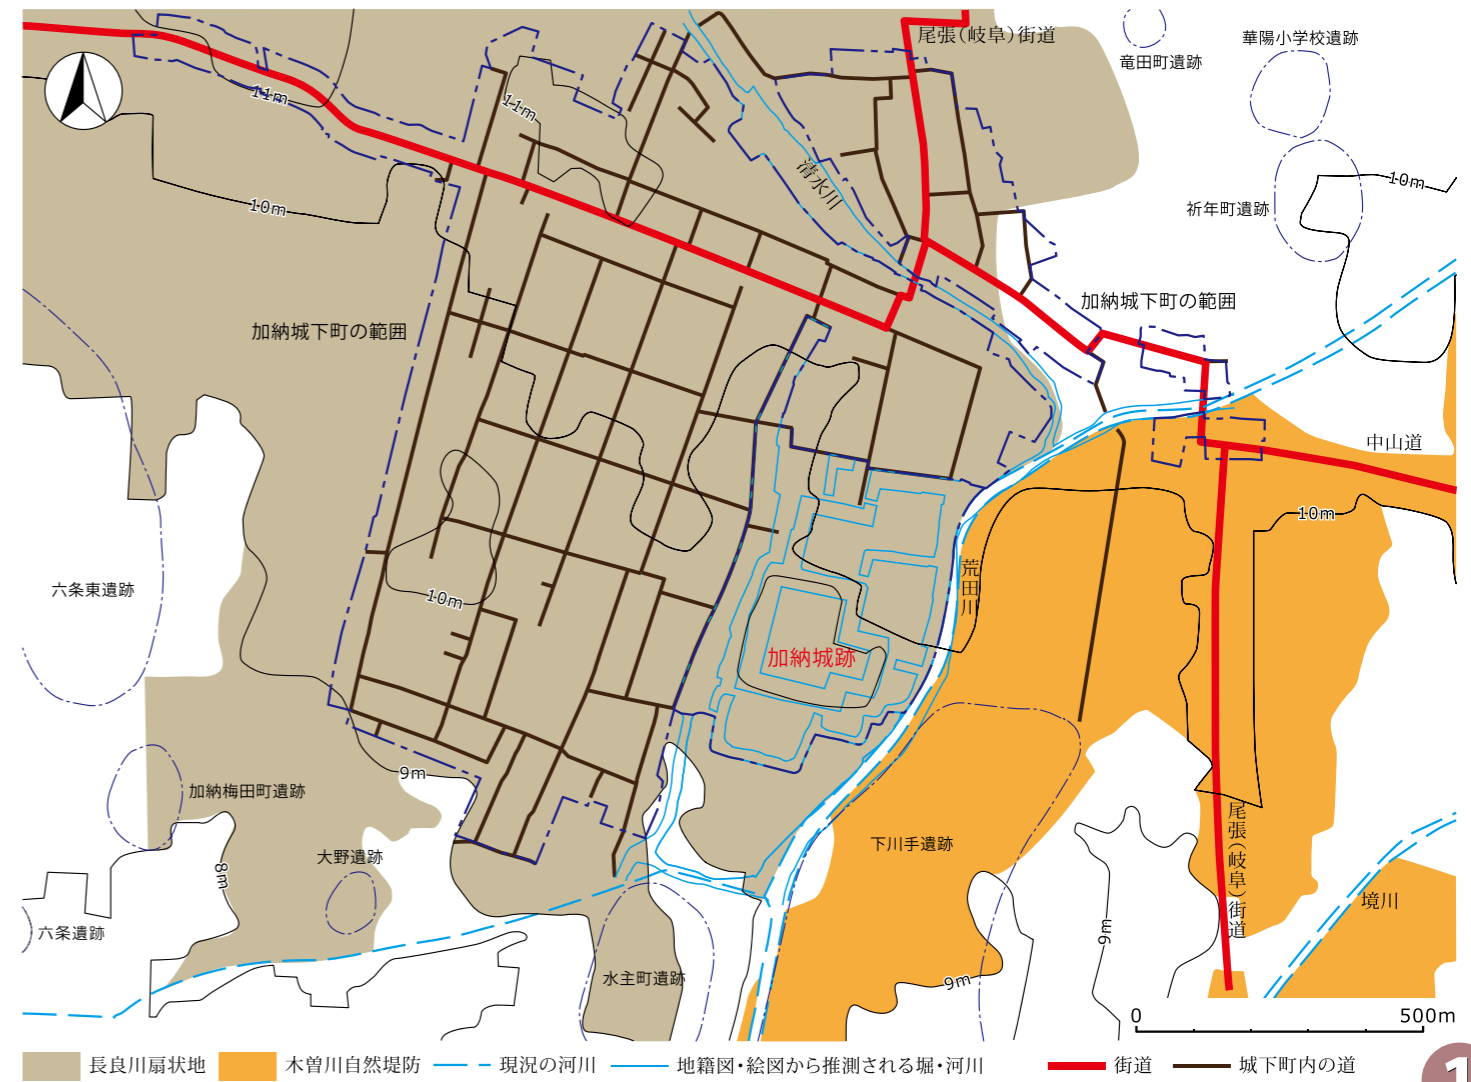 尾張(岐阜)街道
華陽小学校遺跡
竜田町遺跡
11m
11m
清水川
10m
祈年町遺跡
10m
加納城下町の範囲
加納城下町の範囲
中山道
10m
六条東遺跡
荒田川
10m
加納城跡
9m
加納梅田町遺跡
尾張(岐阜)街道
大野遺跡
下川手遺跡
8m
境川
六条遺跡
9m
水主町遺跡
9m
0 500m
長良川扇状地 木曽川自然堤防 現況の河川 地籍図・絵図から推測される堀・河川 街道 城下町内の道
1